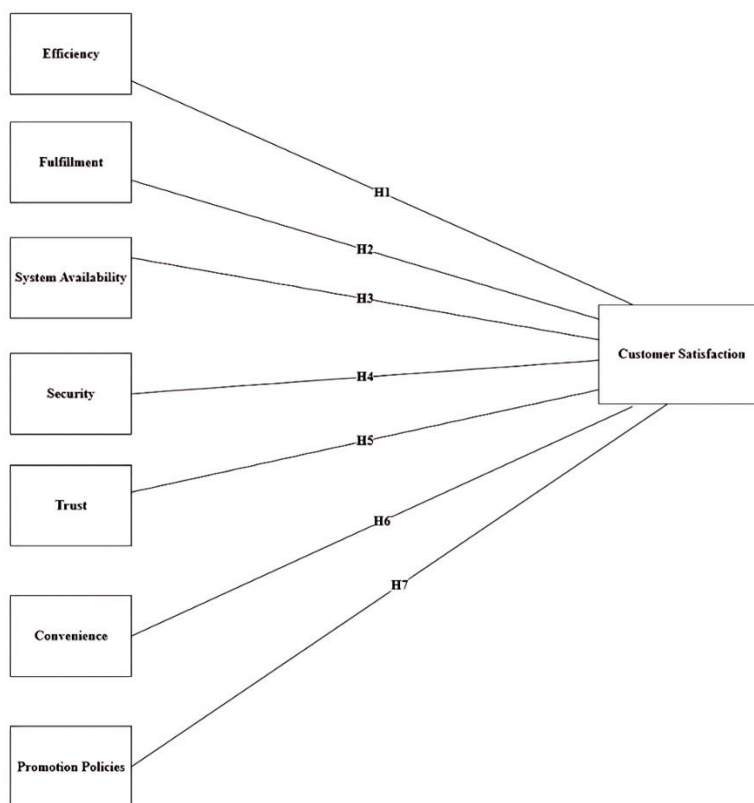 Efficiency
Fulfillment
System Availability
Security
Trust
Convenience
Promotion Policies
H1
H2
H3
H4
H5
H6
H7
Customer Satisfaction